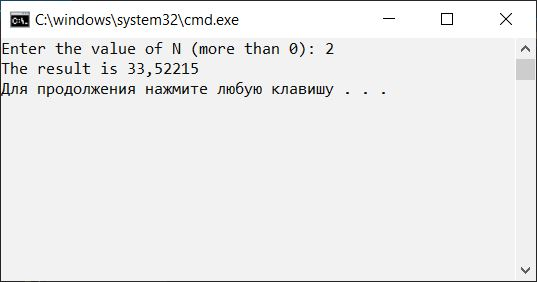 C:\windows\system32\cmd.exe
Enter the value of N (more than 0): 2
The result is 33,52215
Для продолжения нажмите любую клавишу . . .